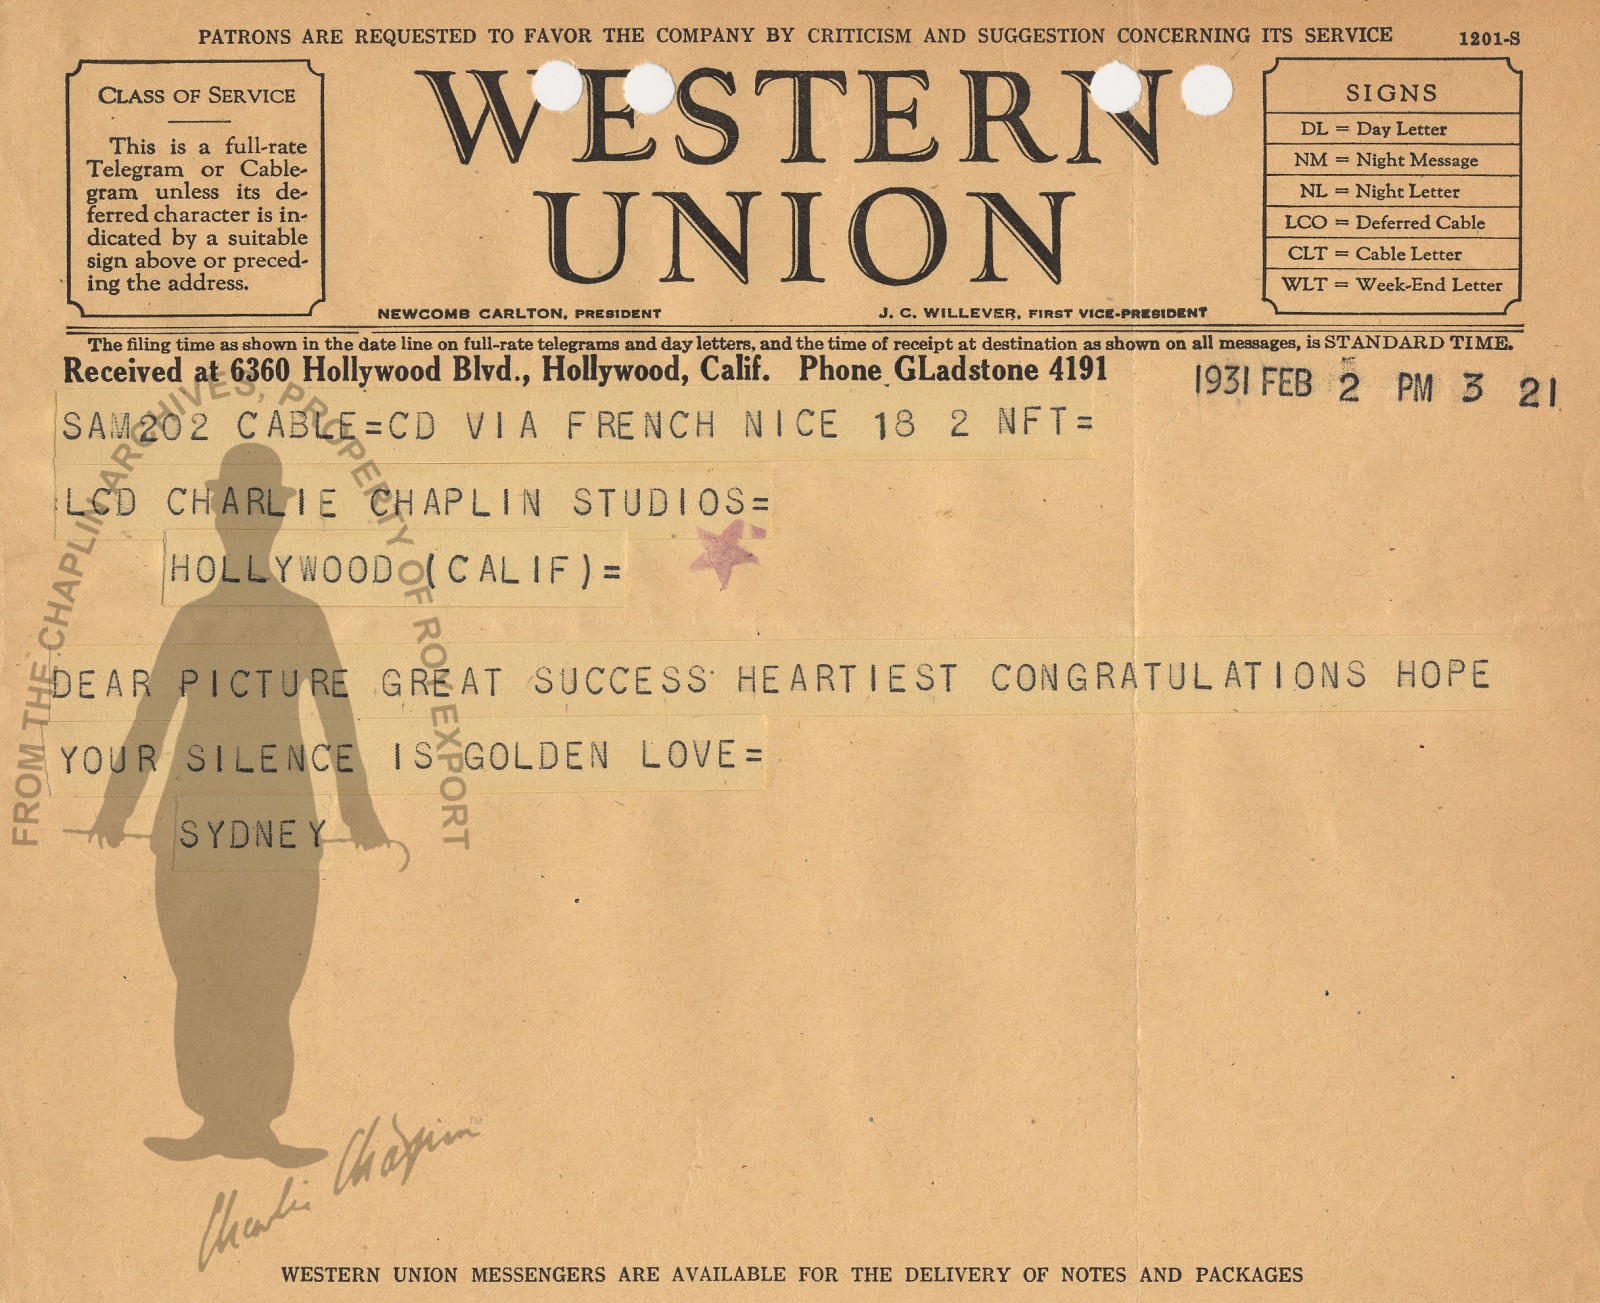 PATRONS ARE REQUESTED TO FAVOR THE COMPANY BY CRITICISM AND SUGGESTION CONCERNING ITS SERVICE
1201-S
CLASS OF SERVICE
This is a full-rate
Telegram or Cable-
gram unless its de-
ferred character is in-
dicated by a suitable
sign above or preced-
ing the address.
WESTERN
UNION
NEWCOMB CARLTON, PRESIDENT
J. C. WILLEVER, FIRST VICE-PRESIDENT
SIGNS
DL = Day Letter
NM = Night Message
NL = Night Letter
LCO = Deferred Cable
CLT = Cable Letter
WLT = Week-End Letter
The filing time as shown in the date line on full-rate telegrams and day letters, and the time of receipt at destination as shown on all messages, is STANDARD TIME.
Received at 6360 Hollywood Blvd., Hollywood, Calif. Phone GLadstone 4191
1931 FEB 2 PM 3 21
SAM202 CABLE=CD VIA FRENCH NICE 18 2 NFT=
LCD CHARLIE CHAPLIN STUDIOS=
HOLLYWOOD (CALIF)=
DEAR PICTURE GREAT SUCCESS HEARTIEST CONGRATULATIONS HOPE
YOUR SILENCE IS GOLDEN LOVE=
SYDNEY
FROM THE CHAPLIN ARCHIVES, PROPERTY OF ROY EXPORT
Charlie Chaplin
WESTERN UNION MESSENGERS ARE AVAILABLE FOR THE DELIVERY OF NOTES AND PACKAGES